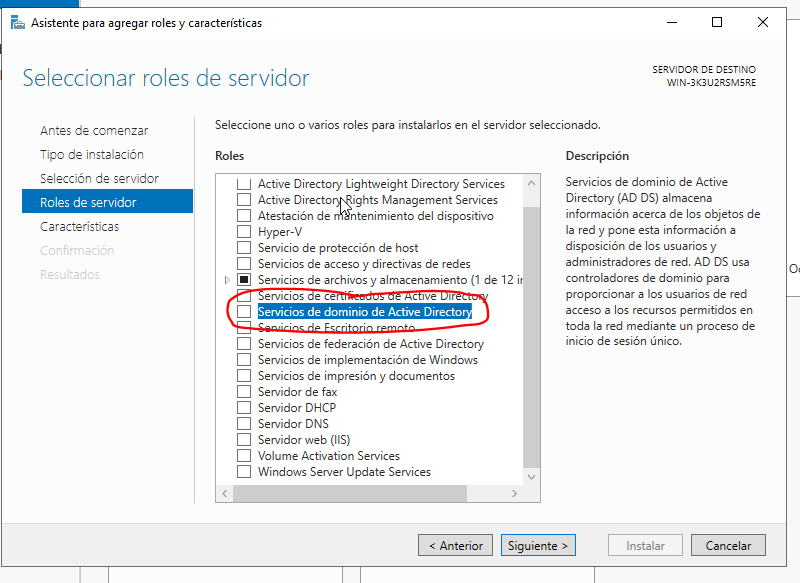 Asistente para agregar roles y características
Seleccionar roles de servidor
SERVIDOR DE DESTINO
WIN-3K3U2RSM5RE
Antes de comenzar
Tipo de instalación
Selección de servidor
Roles de servidor
Características
Confirmación
Resultados
Seleccione uno o varios roles para instalarlos en el servidor seleccionado.
Roles
Active Directory Lightweight Directory Services
Active Directory Rights Management Services
Atestación de mantenimiento del dispositivo
Hyper-V
Servicio de protección de host
Servicios de acceso y directivas de redes
Servicios de archivos y almacenamiento (1 de 12 in
Servicios de certificados de Active Directory
Servicios de dominio de Active Directory
Servicios de Escritorio remoto
Servicios de federación de Active Directory
Servicios de implementación de Windows
Servicios de impresión y documentos
Servidor de fax
Servidor DHCP
Servidor DNS
Servidor web (IIS)
Volume Activation Services
Windows Server Update Services
Descripción
Servicios de dominio de Active
Directory (AD DS) almacena
información acerca de los objetos de
la red y pone esta información a
disposición de los usuarios y
administradores de red. AD DS usa
controladores de dominio para
proporcionar a los usuarios de red
acceso a los recursos permitidos en
toda la red mediante un proceso de
inicio de sesión único.
< Anterior
Siguiente >
Instalar
Cancelar